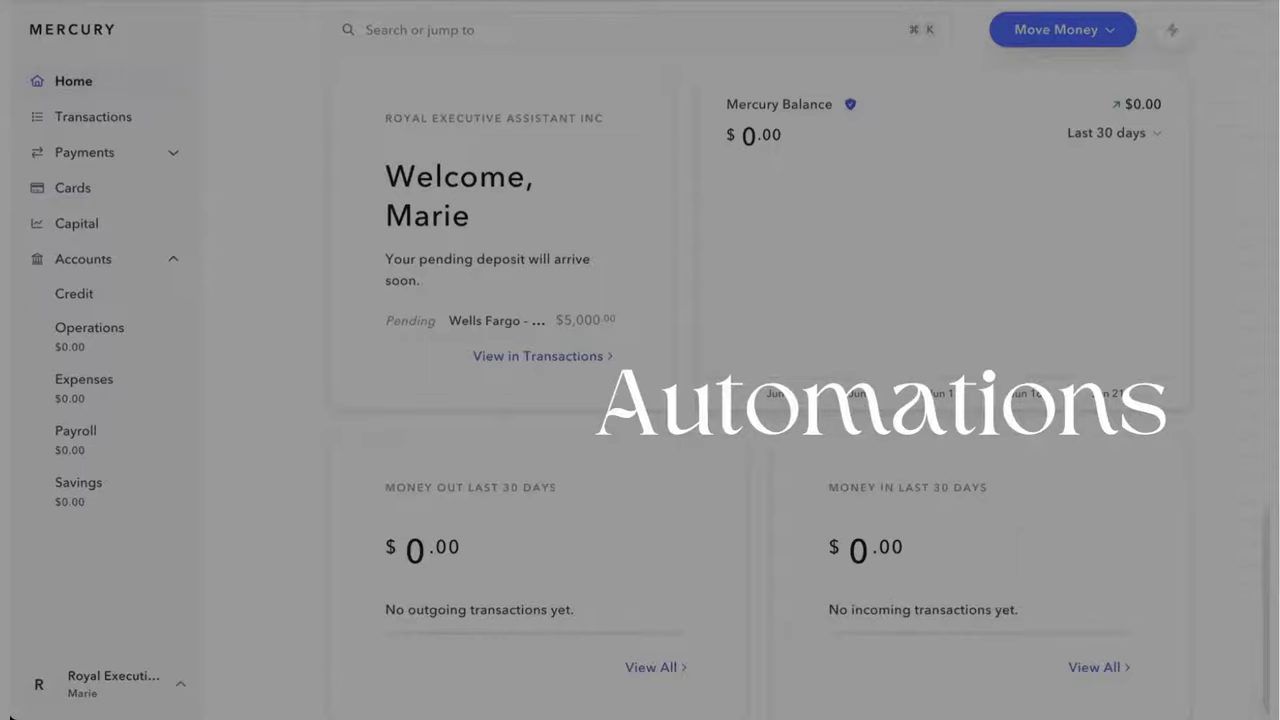 MERCURY
Search or jump to
⌘ K
Move Money
Home
Transactions
Payments
Cards
Capital
Accounts
Credit
Operations
$0.00
Expenses
$0.00
Payroll
$0.00
Savings
$0.00
Royal Executi...
R
Marie
ROYAL EXECUTIVE ASSISTANT INC
Welcome,
Marie
Your pending deposit will arrive
soon.
Pending Wells Fargo - ... $5,000.00
View in Transactions
Mercury Balance
$0.00
$ 0.00
Last 30 days
Automations
MONEY OUT LAST 30 DAYS
$ 0.00
No outgoing transactions yet.
View All
MONEY IN LAST 30 DAYS
$ 0.00
No incoming transactions yet.
View All